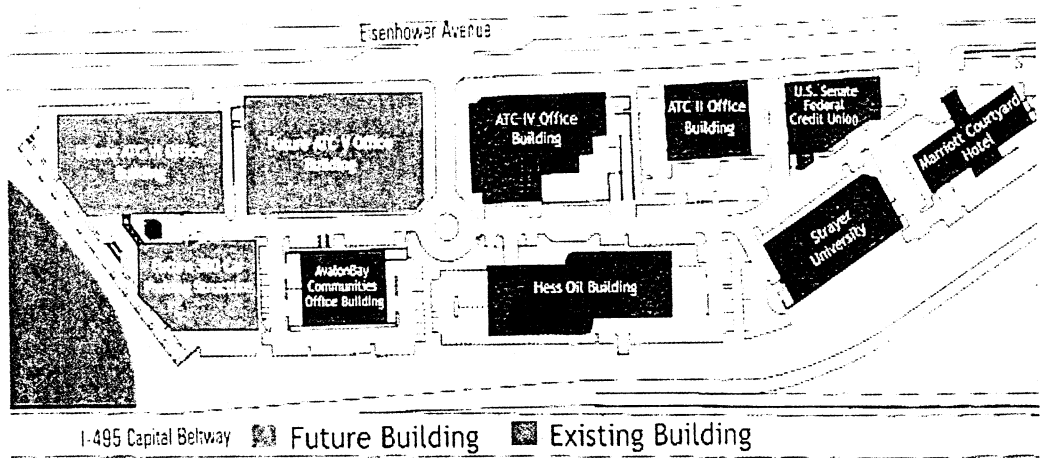 Eisenhower Avenue
ATC IV Office
Building
ATC II Office
Building
U.S. Senate
Federal
Credit Union
Marriott Courtyard
Hotel
Future ATC V Office
Strayer
University
AvalonBay
Communities
Office Building
Hess Oil Building
I-495 Capital Beltway
Future Building
Existing Building